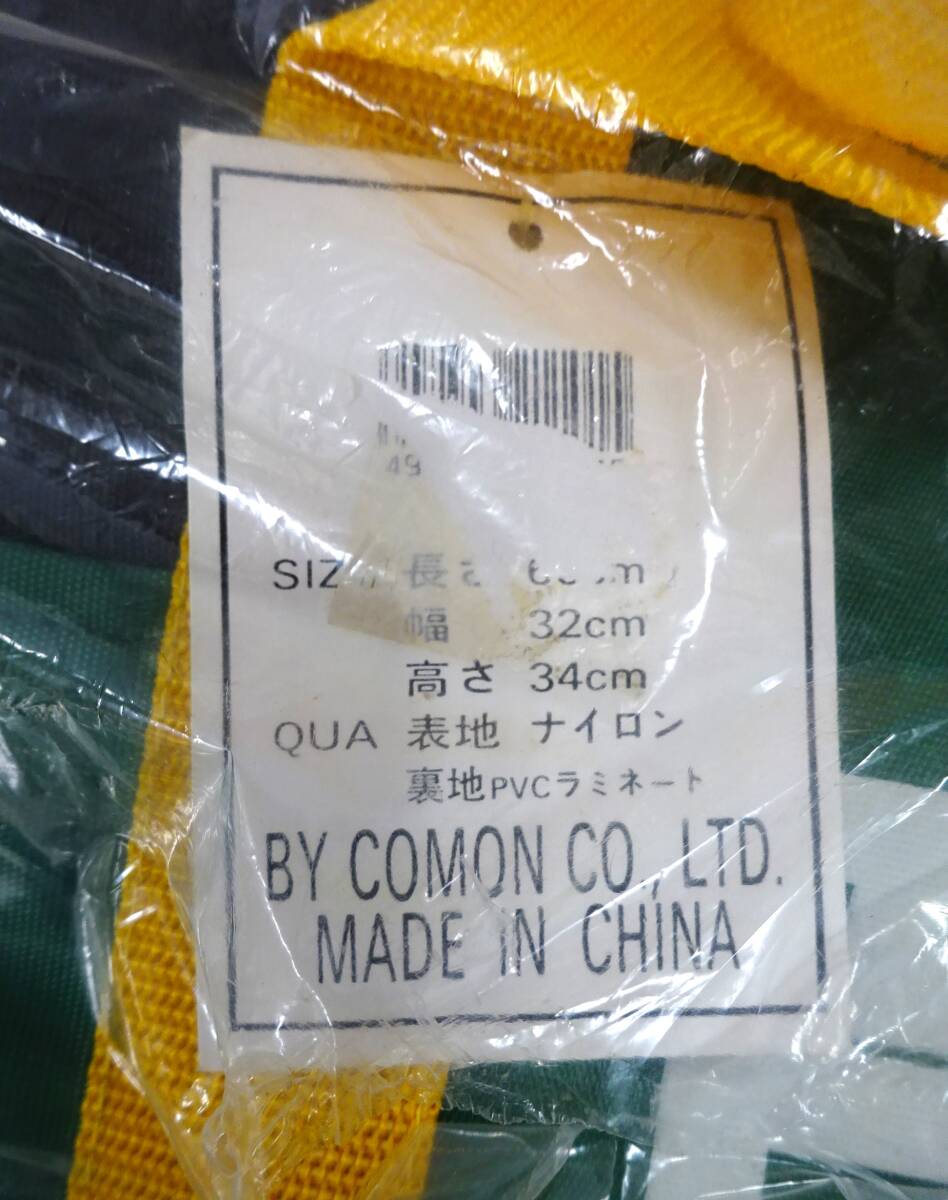 49
長さ
幅 32cm
高さ 34cm
QUA 表地 ナイロン
裏地PVCラミネート
BY COMON CO., LTD.
MADE IN CHINA